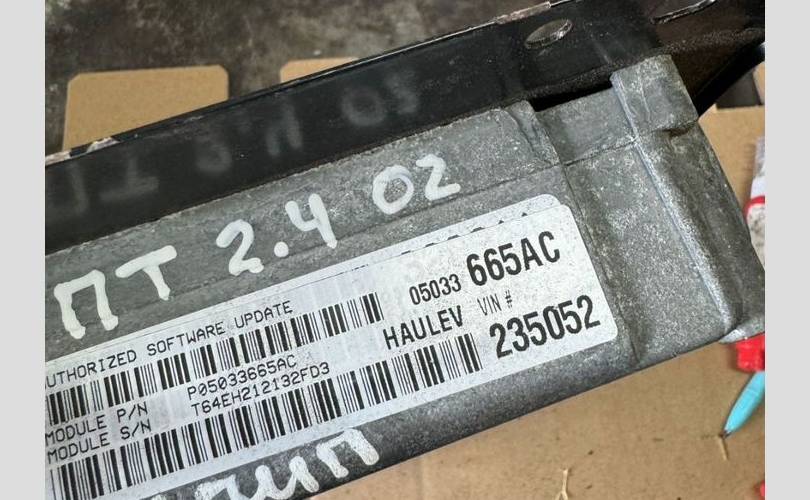 ПТ 2.4 02
05033 665AC
HAULEV VIN # 235052
AUTHORIZED SOFTWARE UPDATE
P05033665AC
MODULE P/N
T64EH212132FD3
MODULE S/N